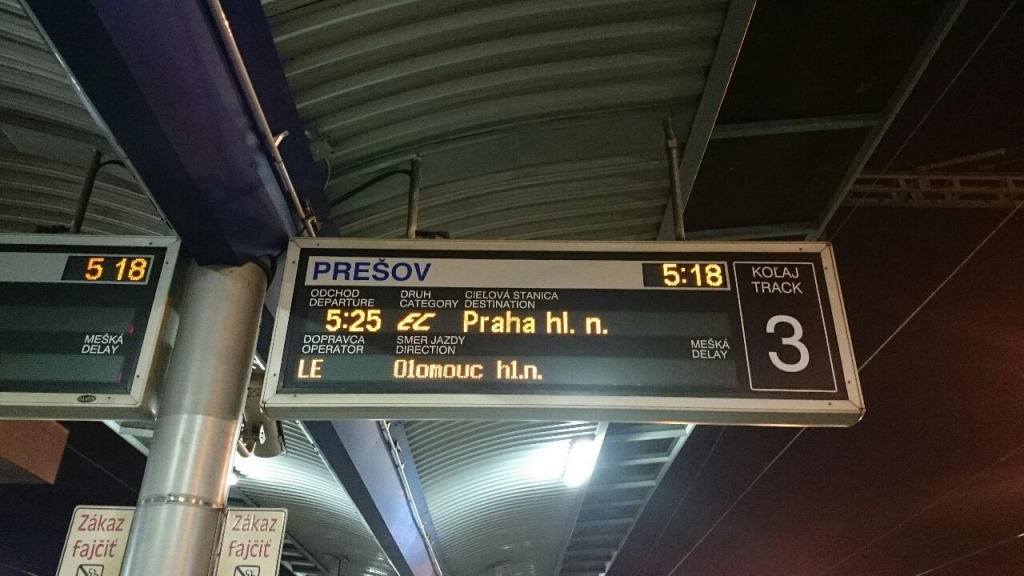 5 18
MEŠKÁ
DELAY
PREŠOV
5:18
ODCHOD
DEPARTURE
DRUH
CATEGORY
CIEĽOVÁ STANICA
DESTINATION
5:25 EC Praha hl. n.
DOPRAVCA
OPERATOR
SMER JAZDY
DIRECTION
MEŠKÁ
DELAY
LE Olomouc hl.n.
KOĽAJ
TRACK
3
Zákaz
fajčiť
Zákaz
fajčiť